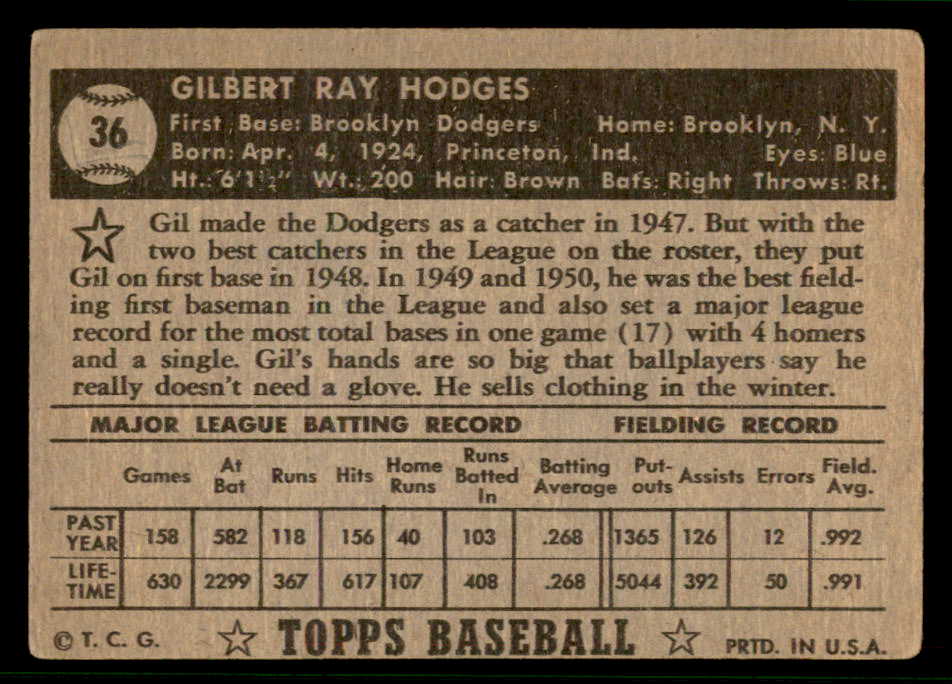 36
GILBERT RAY HODGES
First Base: Brooklyn Dodgers Home: Brooklyn, N. Y.
Born: Apr. 4, 1924, Princeton, Ind. Eyes: Blue
Ht.: 6'1½" Wt.: 200 Hair: Brown Bats: Right Throws: Rt.
Gil made the Dodgers as a catcher in 1947. But with the
two best catchers in the League on the roster, they put
Gil on first base in 1948. In 1949 and 1950, he was the best field-
ing first baseman in the League and also set a major league
record for the most total bases in one game (17) with 4 homers
and a single. Gil's hands are so big that ballplayers say he
really doesn't need a glove. He sells clothing in the winter.
MAJOR LEAGUE BATTING RECORD FIELDING RECORD
Games At Bat Runs Hits Home Runs Runs Batted In Batting Average Put-outs Assists Errors Field. Avg.
PAST YEAR 158 582 118 156 40 103 .268 1365 126 12 .992
LIFE-TIME 630 2299 367 617 107 408 .268 5044 392 50 .991
© T. C. G. TOPPS BASEBALL PRTD. IN U.S.A.